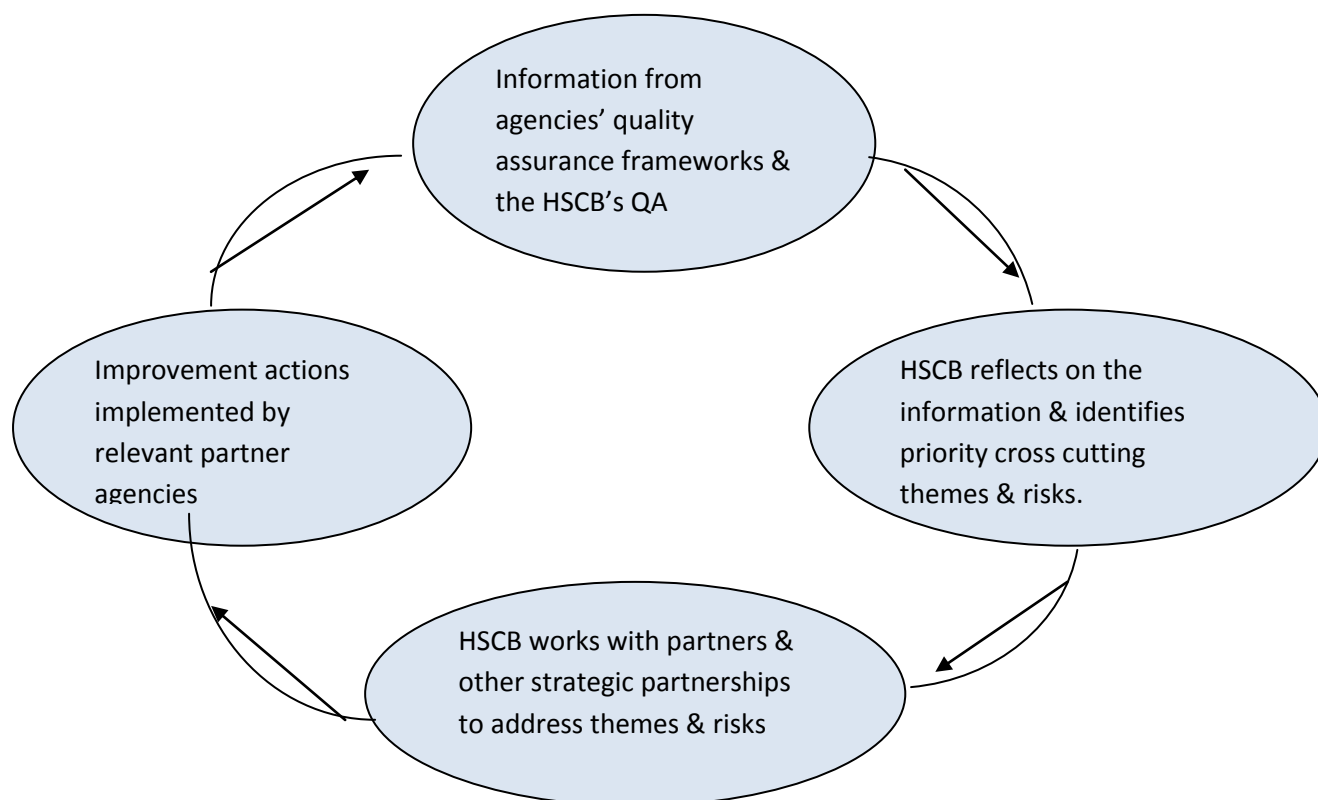 Information from
agencies’ quality
assurance frameworks &
the HSCB’s QA
HSCB reflects on the
information & identifies
priority cross cutting
themes & risks.
HSCB works with partners &
other strategic partnerships
to address themes & risks
Improvement actions
implemented by
relevant partner
agencies